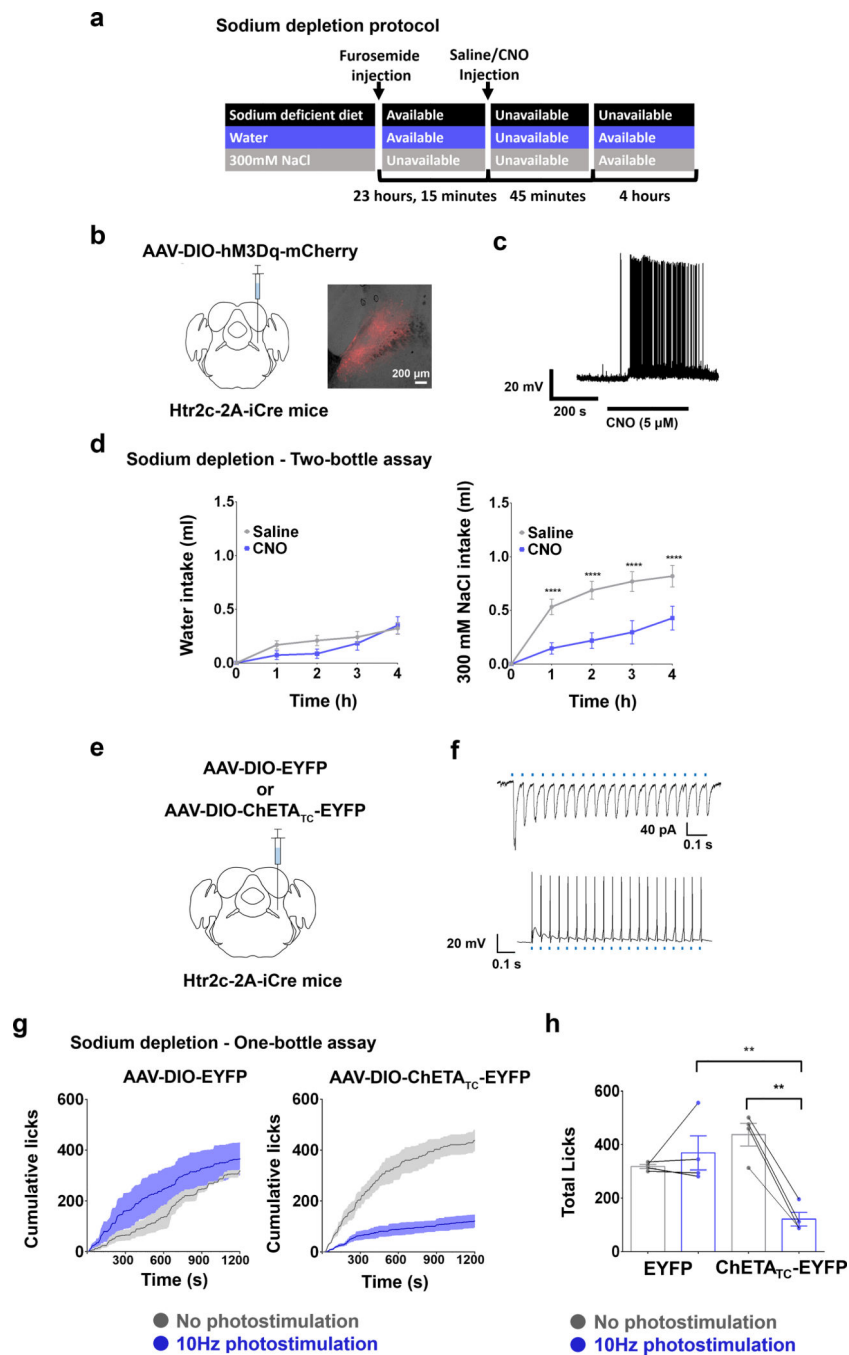 a
Sodium depletion protocol
Furosemide injection
Saline/CNO Injection
Sodium deficient diet Available Unavailable Unavailable
Water Available Unavailable Available
300mM NaCl Unavailable Unavailable Available
23 hours, 15 minutes 45 minutes 4 hours
b
AAV-DIO-hM3Dq-mCherry
200 µm
Htr2c-2A-iCre mice
c
20 mV
200 s
CNO (5 µM)
d
Sodium depletion - Two-bottle assay
Water intake (ml)
1.5
1.0
0.5
0.0
Saline
CNO
0 1 2 3 4
Time (h)
300 mM NaCl intake (ml)
1.5
1.0
0.5
0.0
Saline
CNO
**** **** **** ****
0 1 2 3 4
Time (h)
e
AAV-DIO-EYFP
or
AAV-DIO-ChETATC-EYFP
Htr2c-2A-iCre mice
f
40 pA
0.1 s
20 mV
0.1 s
g
Sodium depletion - One-bottle assay
AAV-DIO-EYFP
Cumulative licks
600
400
200
0
300 600 900 1200
Time (s)
AAV-DIO-ChETATC-EYFP
Cumulative licks
600
400
200
0
300 600 900 1200
Time (s)
No photostimulation
10Hz photostimulation
h
**
**
Total Licks
600
400
200
0
EYFP ChETATC-EYFP
No photostimulation
10Hz photostimulation